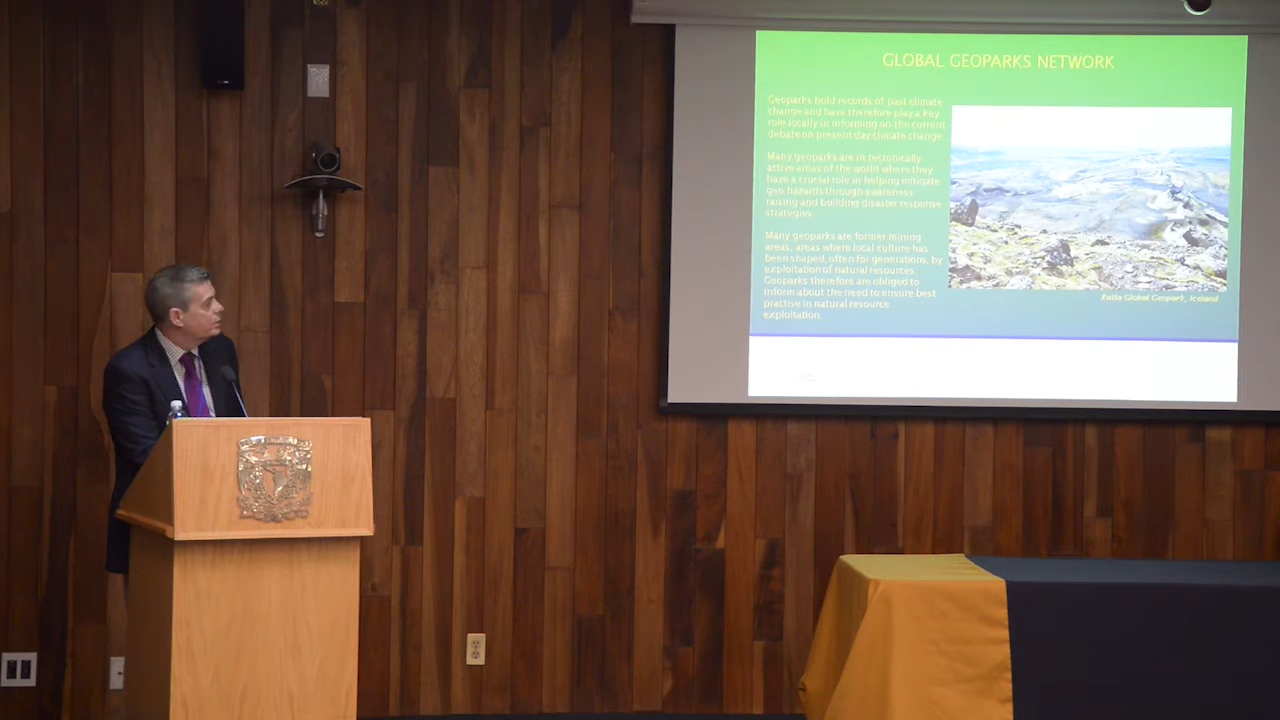 GLOBAL GEOPARKS NETWORK
Geoparks hold records of past climate
change and have therefore play a key
role locally in informing on the current
debate on present day climate change.
Many geoparks are in tectonically
active areas of the world where they
have a crucial role in helping mitigate
geo hazards through awareness
raising and building disaster response
strategies.
Many geoparks are former mining
areas, areas where local culture has
been shaped, often for generations, by
exploitation of natural resources.
Geoparks therefore are obliged to
inform about the need to ensure best
practise in natural resource
exploitation.
Katla Global Geopark, Iceland